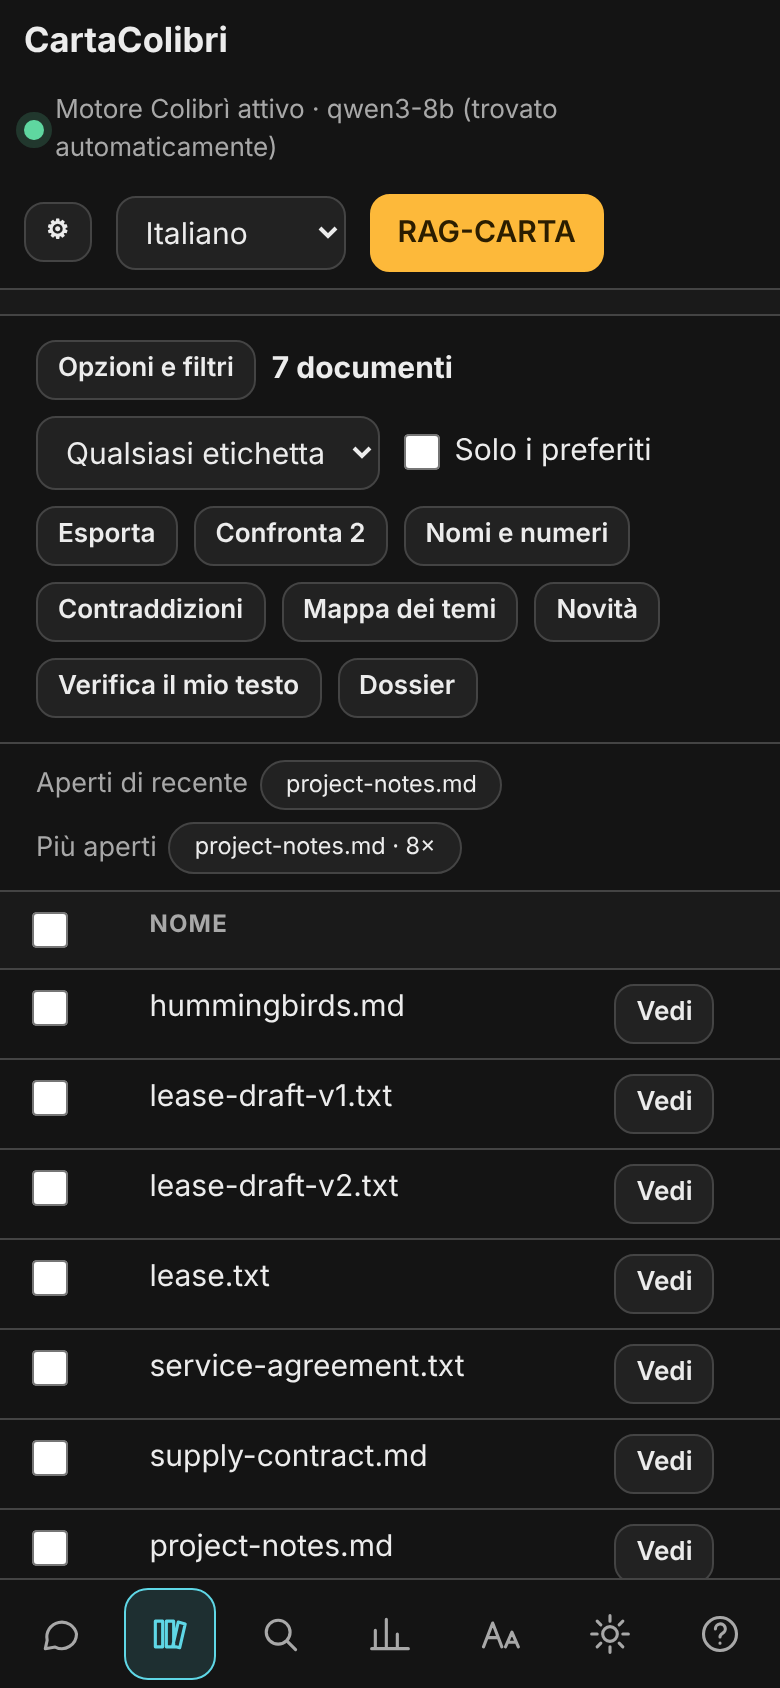 CartaColibri
Motore Colibrì attivo · qwen3-8b (trovato
automaticamente)
Italiano
RAG-CARTA
Opzioni e filtri
7 documenti
Qualsiasi etichetta
Solo i preferiti
Esporta
Confronta 2
Nomi e numeri
Contraddizioni
Mappa dei temi
Novità
Verifica il mio testo
Dossier
Aperti di recente
project-notes.md
Più aperti
project-notes.md · 8×
NOME
hummingbirds.md
Vedi
lease-draft-v1.txt
Vedi
lease-draft-v2.txt
Vedi
lease.txt
Vedi
service-agreement.txt
Vedi
supply-contract.md
Vedi
project-notes.md
Vedi
AA